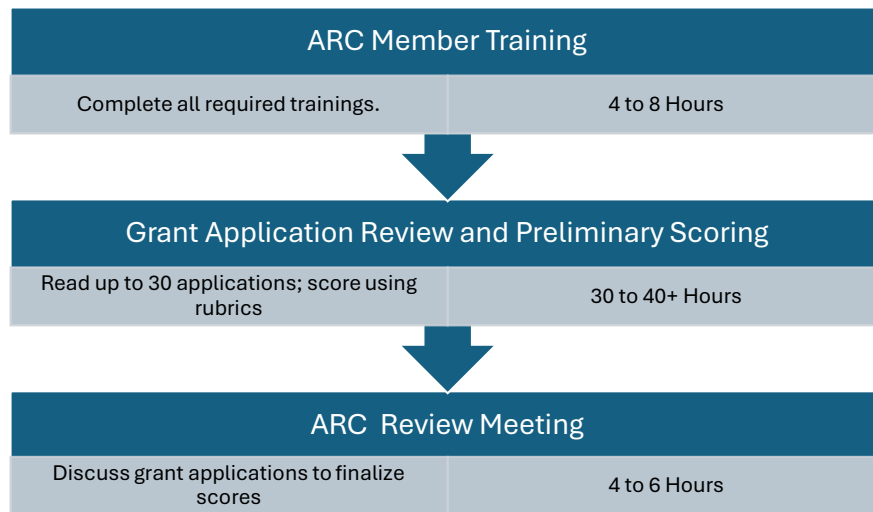 ARC Member Training
Complete all required trainings.
4 to 8 Hours
Grant Application Review and Preliminary Scoring
Read up to 30 applications; score using
rubrics
30 to 40+ Hours
ARC  Review Meeting
Discuss grant applications to finalize
scores
4 to 6 Hours